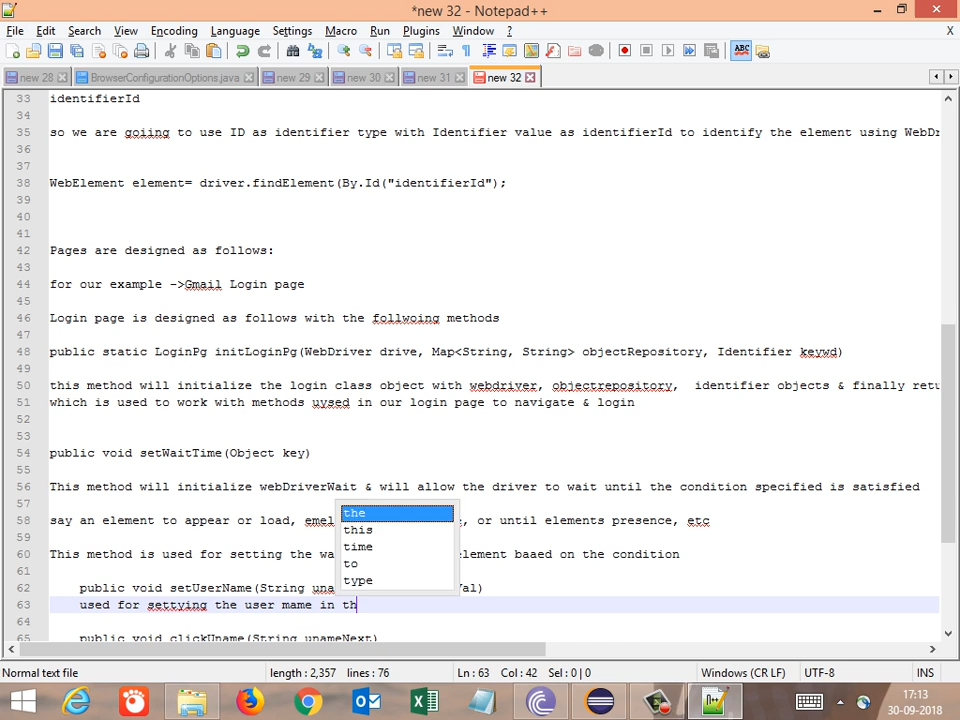 *new 32 - Notepad++
File Edit Search View Encoding Language Settings Macro Run Plugins Window ? X
new 28 BrowserConfigurationOptions.java new 29 new 30 new 31 new 32
33 identifierId
34
35 so we are goiing to use ID as identifier type with Identifier value as identifierId to identify the element using WebDr
36
37
38 WebElement element= driver.findElement(By.Id("identifierId");
39
40
41
42 Pages are designed as follows:
43
44 for our example ->Gmail Login page
45
46 Login page is designed as follows with the follwoing methods
47
48 public static LoginPg initLoginPg(WebDriver drive, Map<String, String> objectRepository, Identifier keywd)
49
50 this method will initialize the login class object with webdriver, objectrepository, identifier objects & finally retu
51 which is used to work with methods uysed in our login page to navigate & login
52
53
54 public void setWaitTime(Object key)
55
56 This method will initialize webDriverWait & will allow the driver to wait until the condition specified is satisfied
57
58 say an element to appear or load, emel , or until elements presence, etc
59
60 This method is used for setting the wa element baaed on the condition
61
62 public void setUserName(String una Val)
63 used for settying the user mame in th
64
65 public void clickUname(String unameNext)
the
this
time
to
type
Normal text file length : 2,357 lines : 76 Ln : 63 Col : 42 Sel : 0 | 0 Windows (CR LF) UTF-8 INS
17:13
30-09-2018